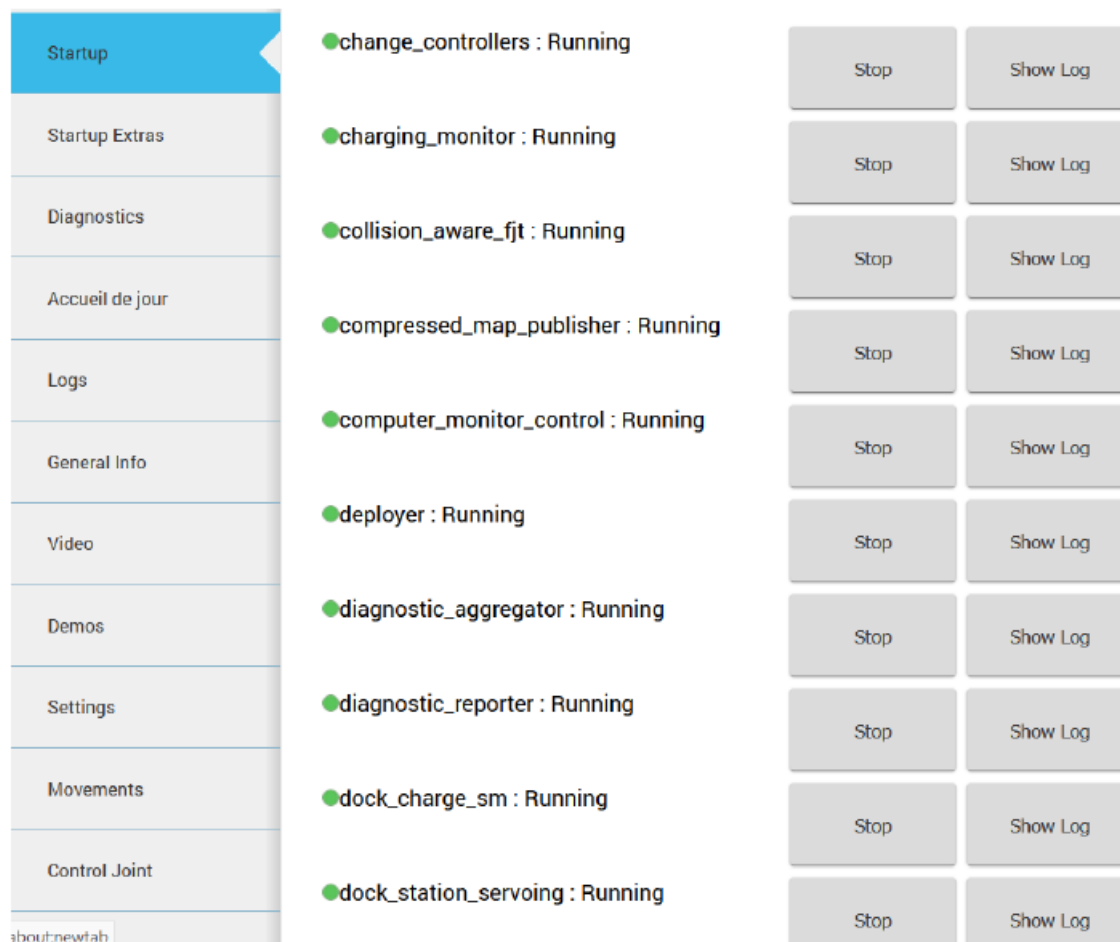 Startup
Startup Extras
Diagnostics
Accueil de jour
Logs
General Info
Video
Demos
Settings
Movements
Control Joint
about:newtab
change_controllers : Running
Stop
Show Log
charging_monitor : Running
Stop
Show Log
collision_aware_fjt : Running
Stop
Show Log
compressed_map_publisher : Running
Stop
Show Log
computer_monitor_control : Running
Stop
Show Log
deployer : Running
Stop
Show Log
diagnostic_aggregator : Running
Stop
Show Log
diagnostic_reporter : Running
Stop
Show Log
dock_charge_sm : Running
Stop
Show Log
dock_station_servoing : Running
Stop
Show Log